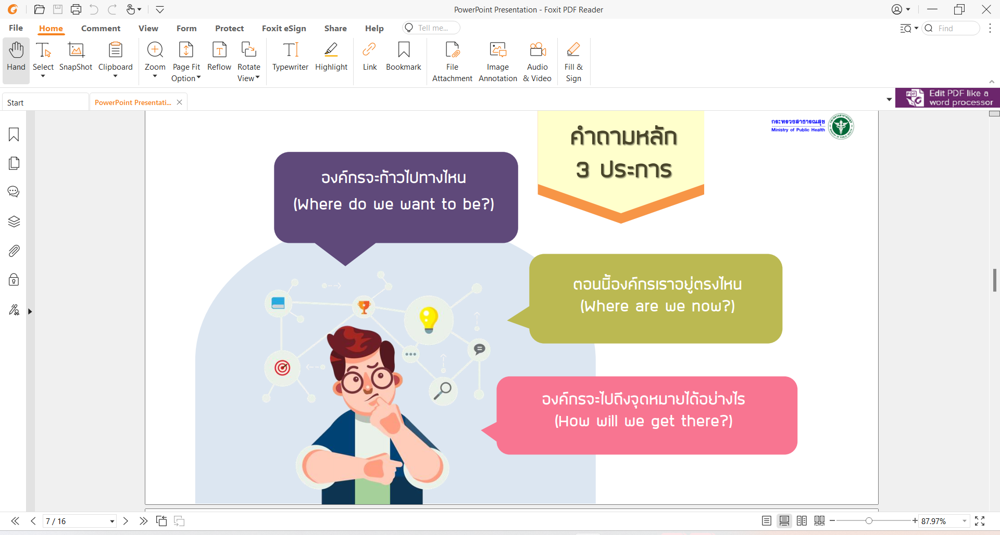 PowerPoint Presentation - Foxit PDF Reader
File Home Comment View Form Protect Foxit eSign Share Help Tell me... Find
Hand Select SnapShot Clipboard Zoom Page Fit Option Reflow Rotate View Typewriter Highlight Link Bookmark File Attachment Image Annotation Audio & Video Fill & Sign
Start PowerPoint Presentati...
PDF
Edit PDF like a
word processor
คำถามหลัก
3 ประการ
กระทรวงสาธารณสุข
Ministry of Public Health
องค์กรจะก้าวไปทางไหน
(Where do we want to be?)
ตอนนี้องค์กรเราอยู่ตรงไหน
(Where are we now?)
องค์กรจะไปถึงจุดหมายได้อย่างไร
(How will we get there?)
7 / 16
87.97%